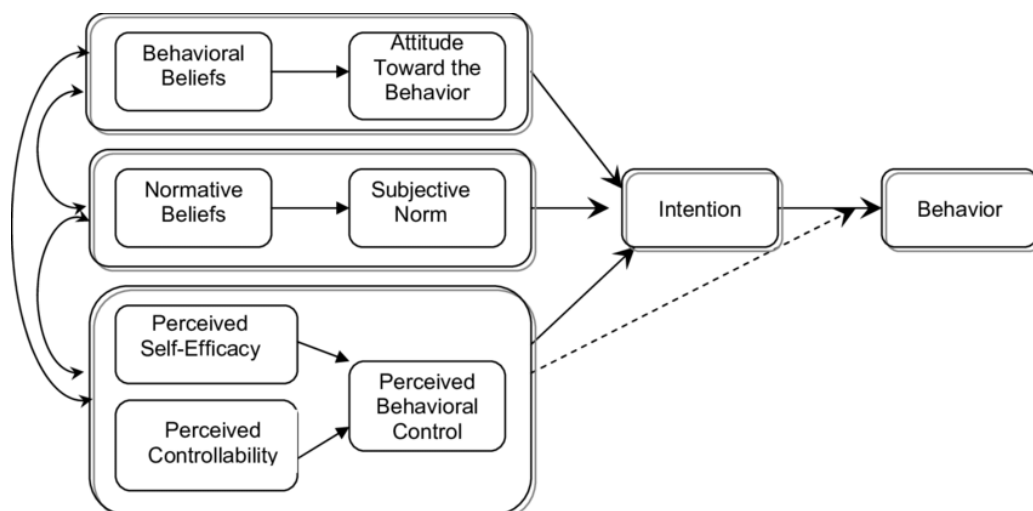 Behavioral
Beliefs
Attitude
Toward the
Behavior
Normative
Beliefs
Subjective
Norm
Intention
Behavior
Perceived
Self-Efficacy
Perceived
Behavioral
Control
Perceived
Controllability